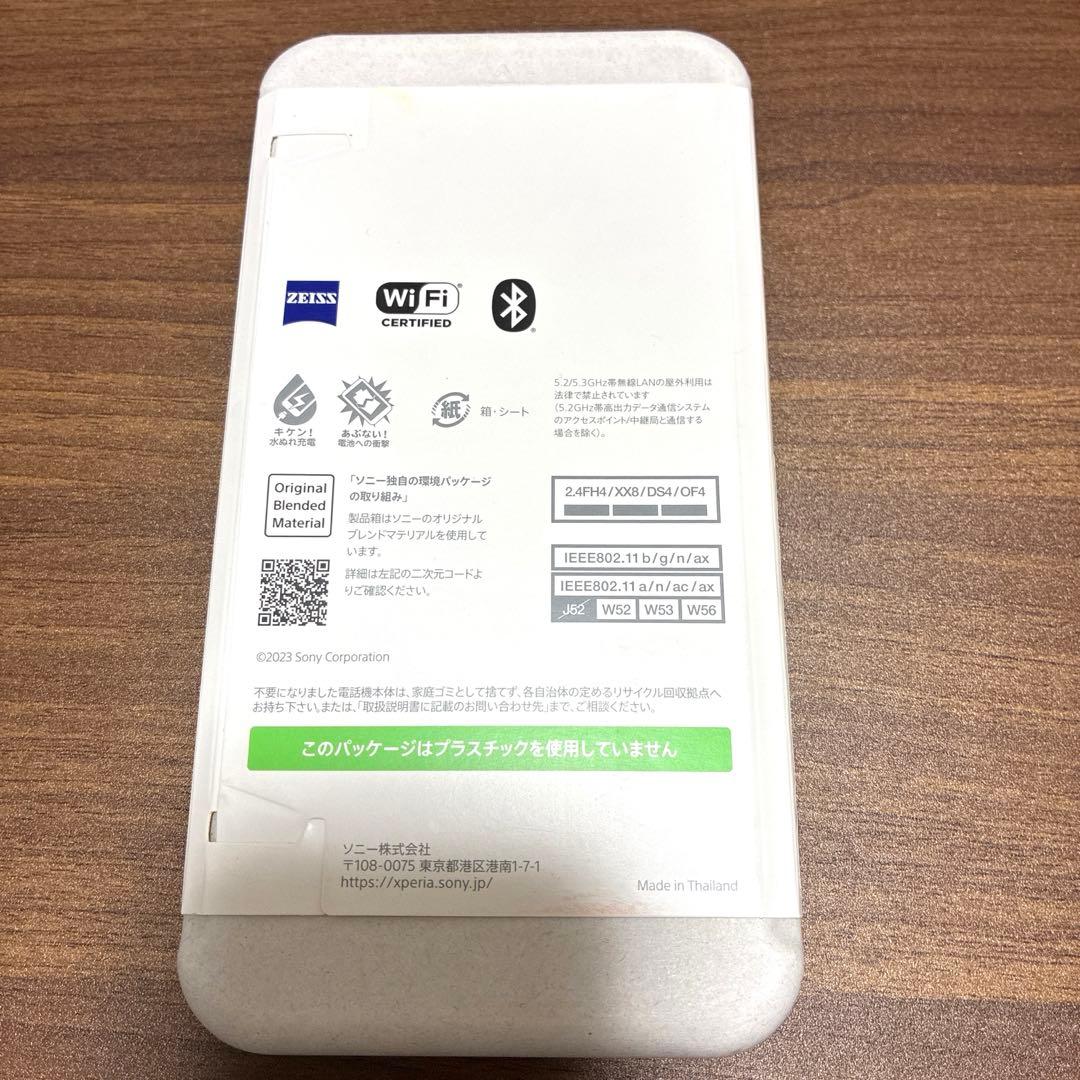 ZEISS
Wi Fi®
CERTIFIED
®
キケン!
水ぬれ充電
あぶない!
電池への衝撃
紙
箱・シート
5.2/5.3GHz帯無線LANの屋外利用は
法律で禁止されています
(5.2GHz帯高出力データ通信システム
のアクセスポイント/中継局と通信する
場合を除く)。
Original
Blended
Material
「ソニー独自の環境パッケージ
の取り組み」
製品箱はソニーのオリジナル
ブレンドマテリアルを使用して
います。
詳細は左記の二次元コードよ
りご確認ください。
2.4FH4/XX8/DS4/OF4
IEEE802.11 b/g/n/ax
IEEE802.11 a/n/ac/ax
J52 W52 W53 W56
©2023 Sony Corporation
不要になりました電話機本体は、家庭ゴミとして捨てず、各自治体の定めるリサイクル回収拠点へ
お持ち下さい。または、「取扱説明書に記載のお問い合わせ先」まで、ご相談ください。
このパッケージはプラスチックを使用していません
ソニー株式会社
〒108-0075 東京都港区港南1-7-1
https://xperia.sony.jp/
Made in Thailand